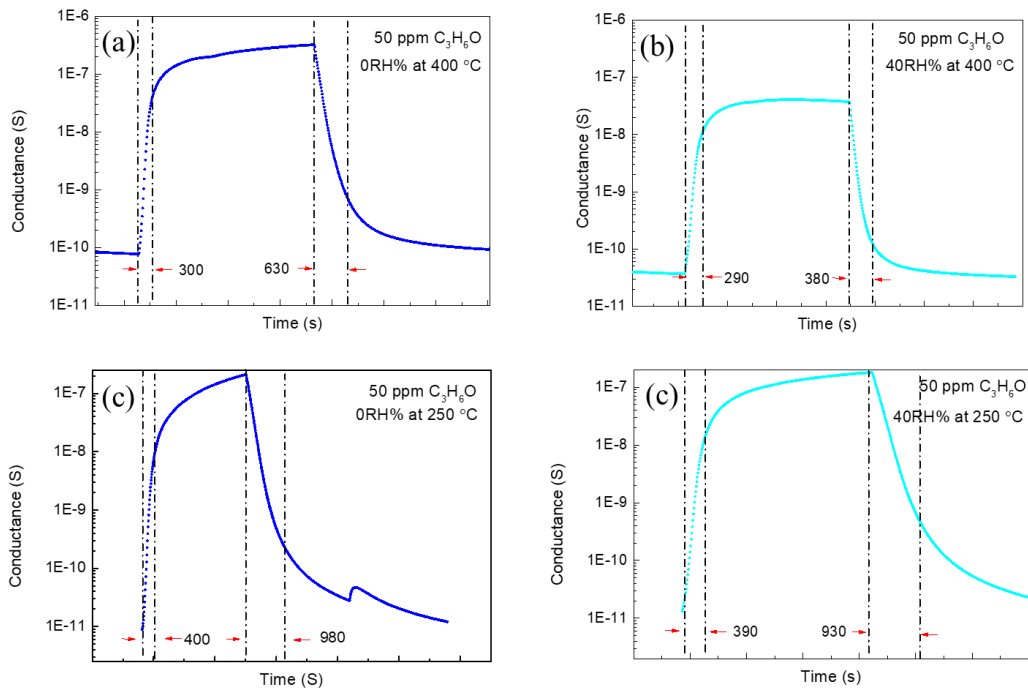 (a)
50 ppm C₃H₆O
0RH% at 400 °C
1E-6
1E-7
1E-8
1E-9
1E-10
1E-11
Conductance (S)
300
630
Time (s)
(b)
50 ppm C₃H₆O
40RH% at 400 °C
1E-6
1E-7
1E-8
1E-9
1E-10
1E-11
Conductance (S)
290
380
Time (s)
(c)
50 ppm C₃H₆O
0RH% at 250 °C
1E-7
1E-8
1E-9
1E-10
1E-11
Conductance (S)
400
980
Time (S)
(c)
50 ppm C₃H₆O
40RH% at 250 °C
1E-7
1E-8
1E-9
1E-10
1E-11
Conductance (S)
390
930
Time (s)